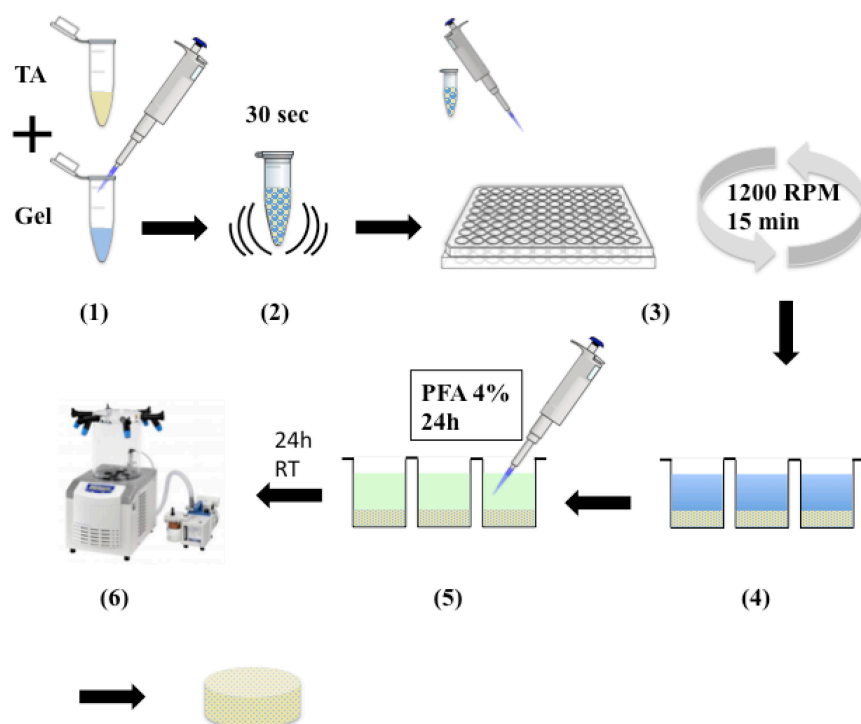 TA
Gel
30 sec
1200 RPM
15 min
(1)
(2)
(3)
PFA 4%
24h
24h
RT
(6)
(5)
(4)